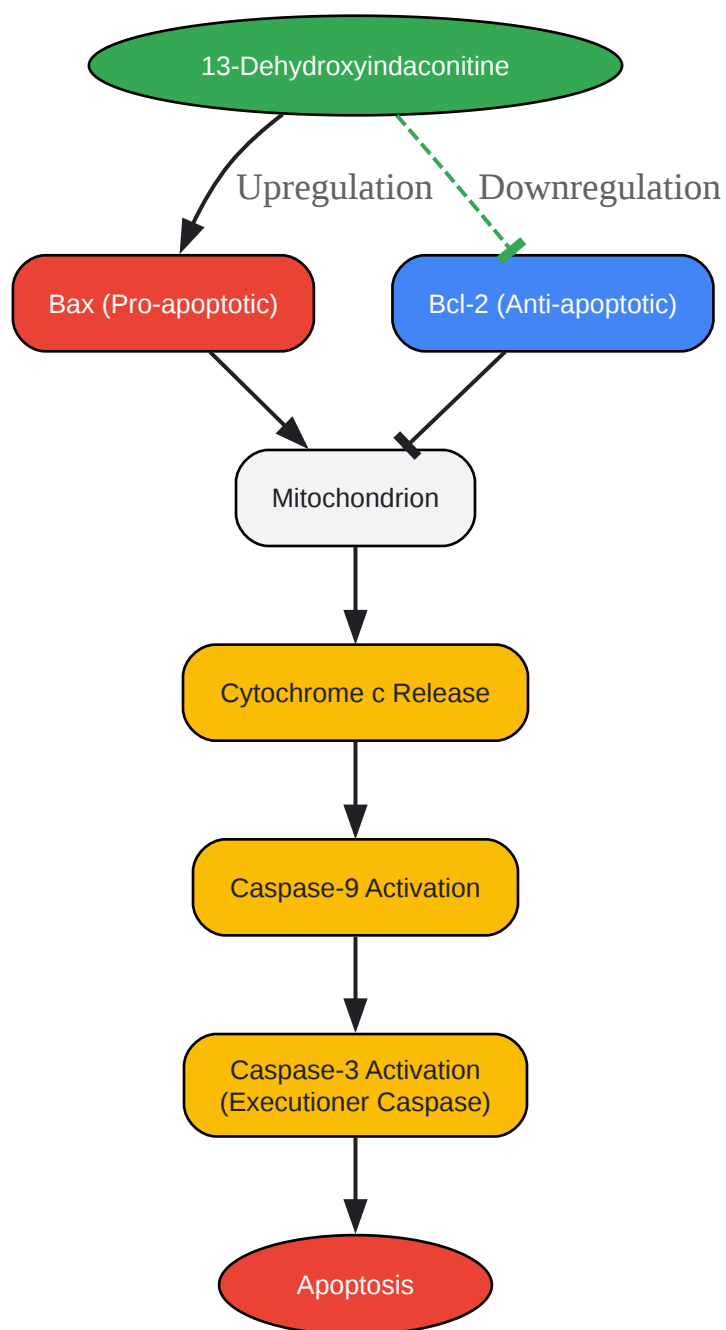 13-Dehydroxyindaconitine
Upregulation
Downregulation
Bax (Pro-apoptotic)
Bcl-2 (Anti-apoptotic)
Mitochondrion
Cytochrome c Release
Caspase-9 Activation
Caspase-3 Activation
(Executioner Caspase)
Apoptosis